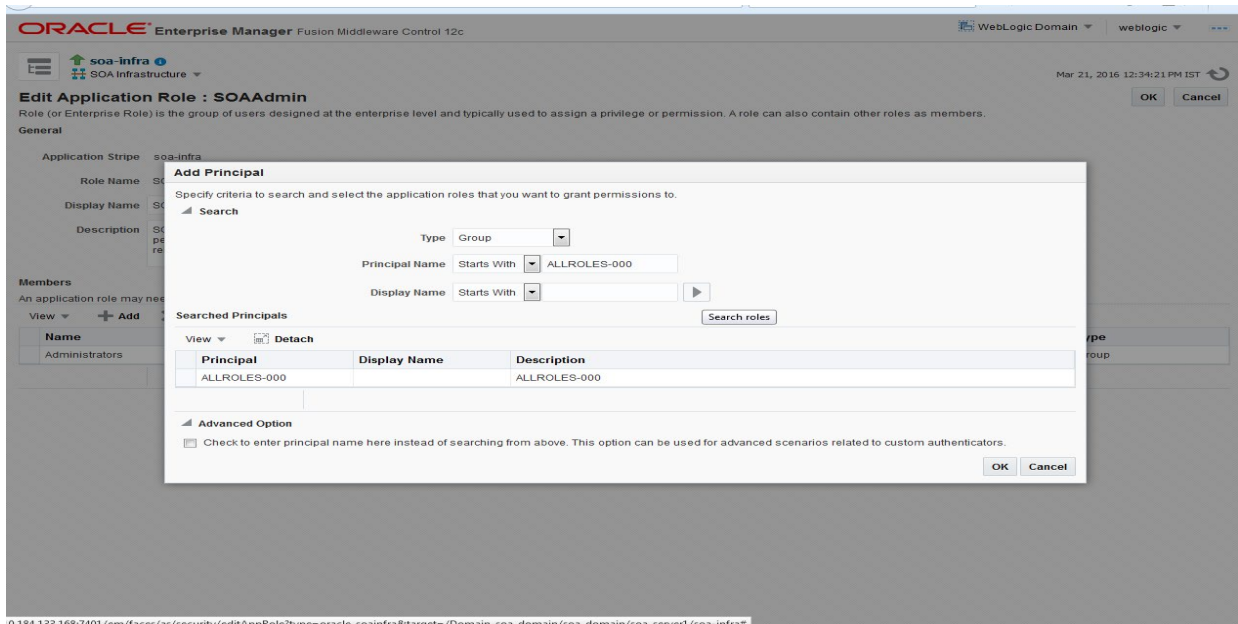 ORACLE Enterprise Manager Fusion Middleware Control 12c
WebLogic Domain
weblogic
soa-infra
SOA Infrastructure
Mar 21, 2016 12:34:21 PM IST
Edit Application Role : SOAAdmin
OK Cancel
Role (or Enterprise Role) is the group of users designed at the enterprise level and typically used to assign a privilege or permission. A role can also contain other roles as members.
General
Application Stripe soa-infra
Role Name
Display Name
Description
Members
An application role may nee
View Add
Name
Administrators
Add Principal
Specify criteria to search and select the application roles that you want to grant permissions to.
Search
Type Group
Principal Name Starts With ALLROLES-000
Display Name Starts With
Search roles
Searched Principals
View Detach
Principal Display Name Description
ALLROLES-000 ALLROLES-000
Advanced Option
Check to enter principal name here instead of searching from above. This option can be used for advanced scenarios related to custom authenticators.
OK Cancel
ype
roup